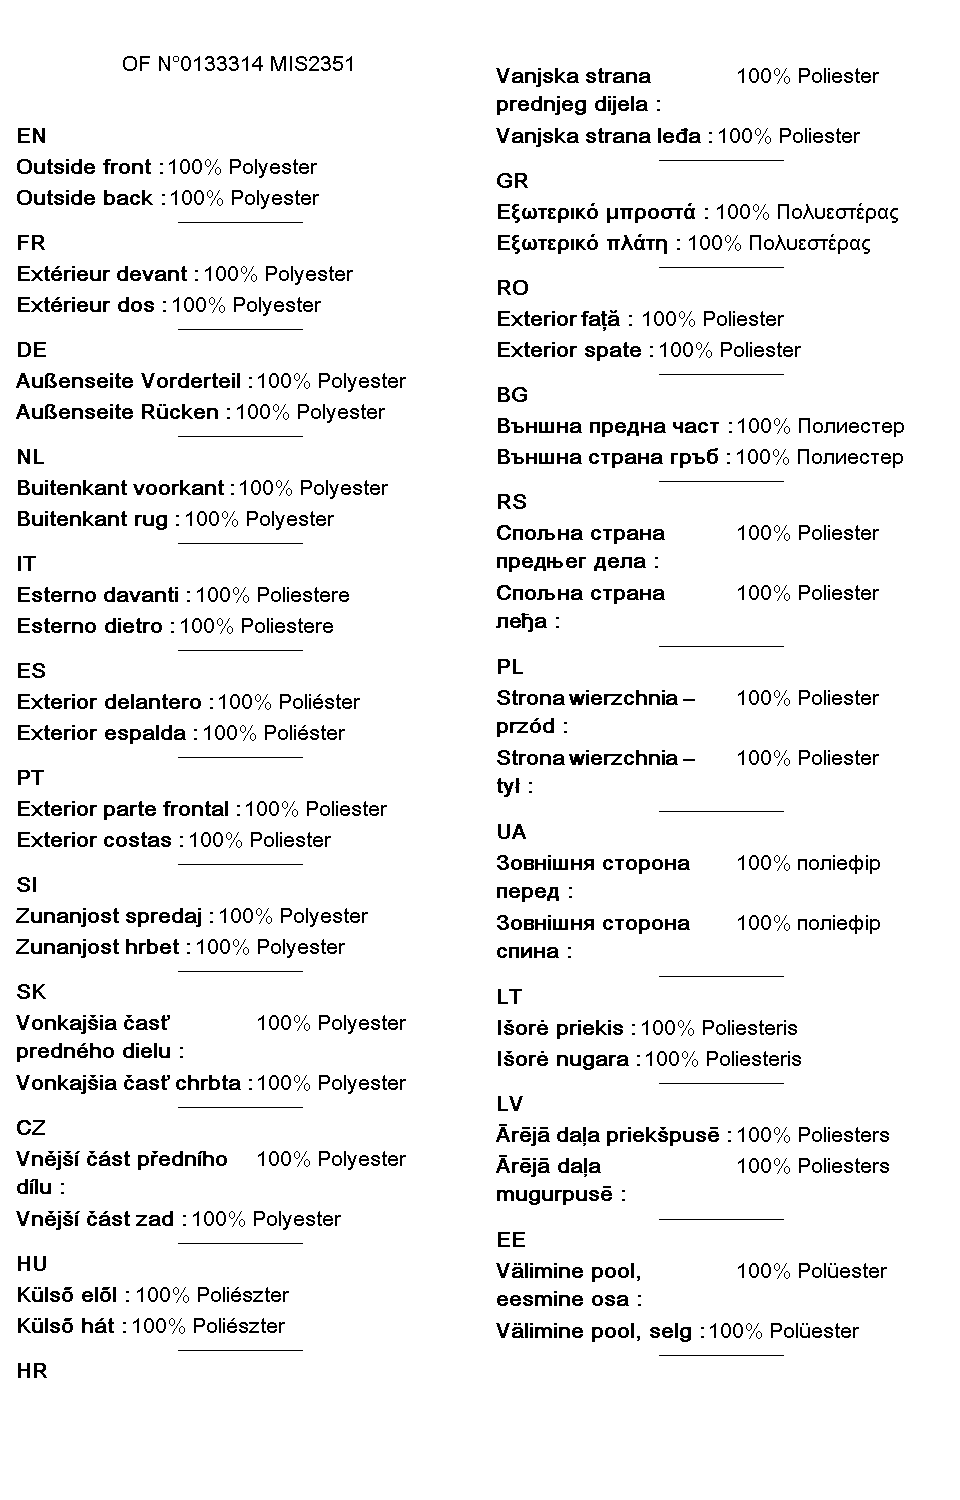 OF N°0133314 MIS2351
EN
Outside front : 100% Polyester
Outside back : 100% Polyester
FR
Extérieur devant : 100% Polyester
Extérieur dos : 100% Polyester
DE
Außenseite Vorderteil : 100% Polyester
Außenseite Rücken : 100% Polyester
NL
Buitenkant voorkant : 100% Polyester
Buitenkant rug : 100% Polyester
IT
Esterno davanti : 100% Poliestere
Esterno dietro : 100% Poliestere
ES
Exterior delantero : 100% Poliéster
Exterior espalda : 100% Poliéster
PT
Exterior parte frontal : 100% Poliester
Exterior costas : 100% Poliester
SI
Zunanjost spredaj : 100% Polyester
Zunanjost hrbet : 100% Polyester
SK
Vonkajšia časť 100% Polyester
predného dielu :
Vonkajšia časť chrbta : 100% Polyester
CZ
Vnější část předního 100% Polyester
dílu :
Vnější část zad : 100% Polyester
HU
Külső elől : 100% Poliészter
Külső hát : 100% Poliészter
HR
Vanjska strana 100% Poliester
prednjeg dijela :
Vanjska strana leđa : 100% Poliester
GR
Εξωτερικό μπροστά : 100% Πολυεστέρας
Εξωτερικό πλάτη : 100% Πολυεστέρας
RO
Exterior față : 100% Poliester
Exterior spate : 100% Poliester
BG
Външна предна част : 100% Полиестер
Външна страна гръб : 100% Полиестер
RS
Спољна страна 100% Poliester
предњег дела :
Спољна страна 100% Poliester
леђа :
PL
Strona wierzchnia – 100% Poliester
przód :
Strona wierzchnia – 100% Poliester
tył :
UA
Зовнішня сторона 100% поліефір
перед :
Зовнішня сторона 100% поліефір
спина :
LT
Išorė priekis : 100% Poliesteris
Išorė nugara : 100% Poliesteris
LV
Ārējā daļa priekšpusē : 100% Poliesters
Ārējā daļa 100% Poliesters
mugurpusē :
EE
Välimine pool, 100% Polüester
eesmine osa :
Välimine pool, selg : 100% Polüester